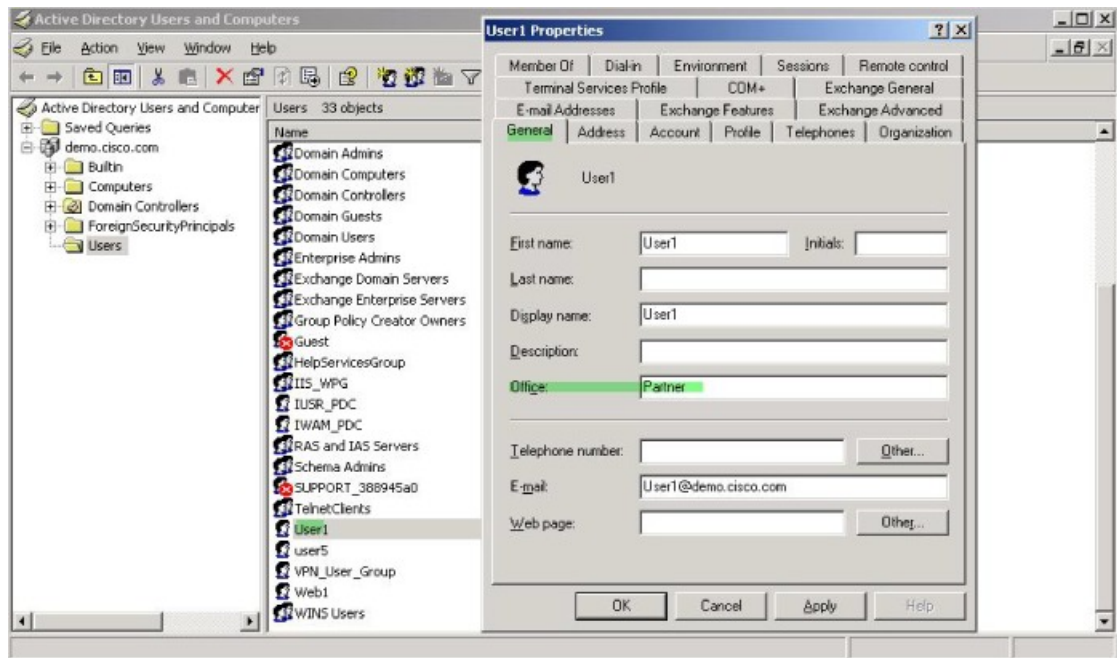 Active Directory Users and Computers
File Action View Window Help
Active Directory Users and Computer
Saved Queries
demo.cisco.com
Builtin
Computers
Domain Controllers
ForeignSecurityPrincipals
Users
Users 33 objects
Name
Domain Admins
Domain Computers
Domain Controllers
Domain Guests
Domain Users
Enterprise Admins
Exchange Domain Servers
Exchange Enterprise Servers
Group Policy Creator Owners
Guest
HelpServicesGroup
IIS_WPG
IUSR_PDC
IWAM_PDC
RAS and IAS Servers
Schema Admins
SUPPORT_388945a0
TelnetClients
User1
user5
VPN_User_Group
Web1
WINS Users
User1 Properties
Member Of Dial-in Environment Sessions Remote control
Terminal Services Profile COM+ Exchange General
E-mail Addresses Exchange Features Exchange Advanced
General Address Account Profile Telephones Organization
User1
First name: User1 Initials:
Last name:
Display name: User1
Description:
Office: Partner
Telephone number: Other...
E-mail: User1@demo.cisco.com
Web page: Other...
OK Cancel Apply Help